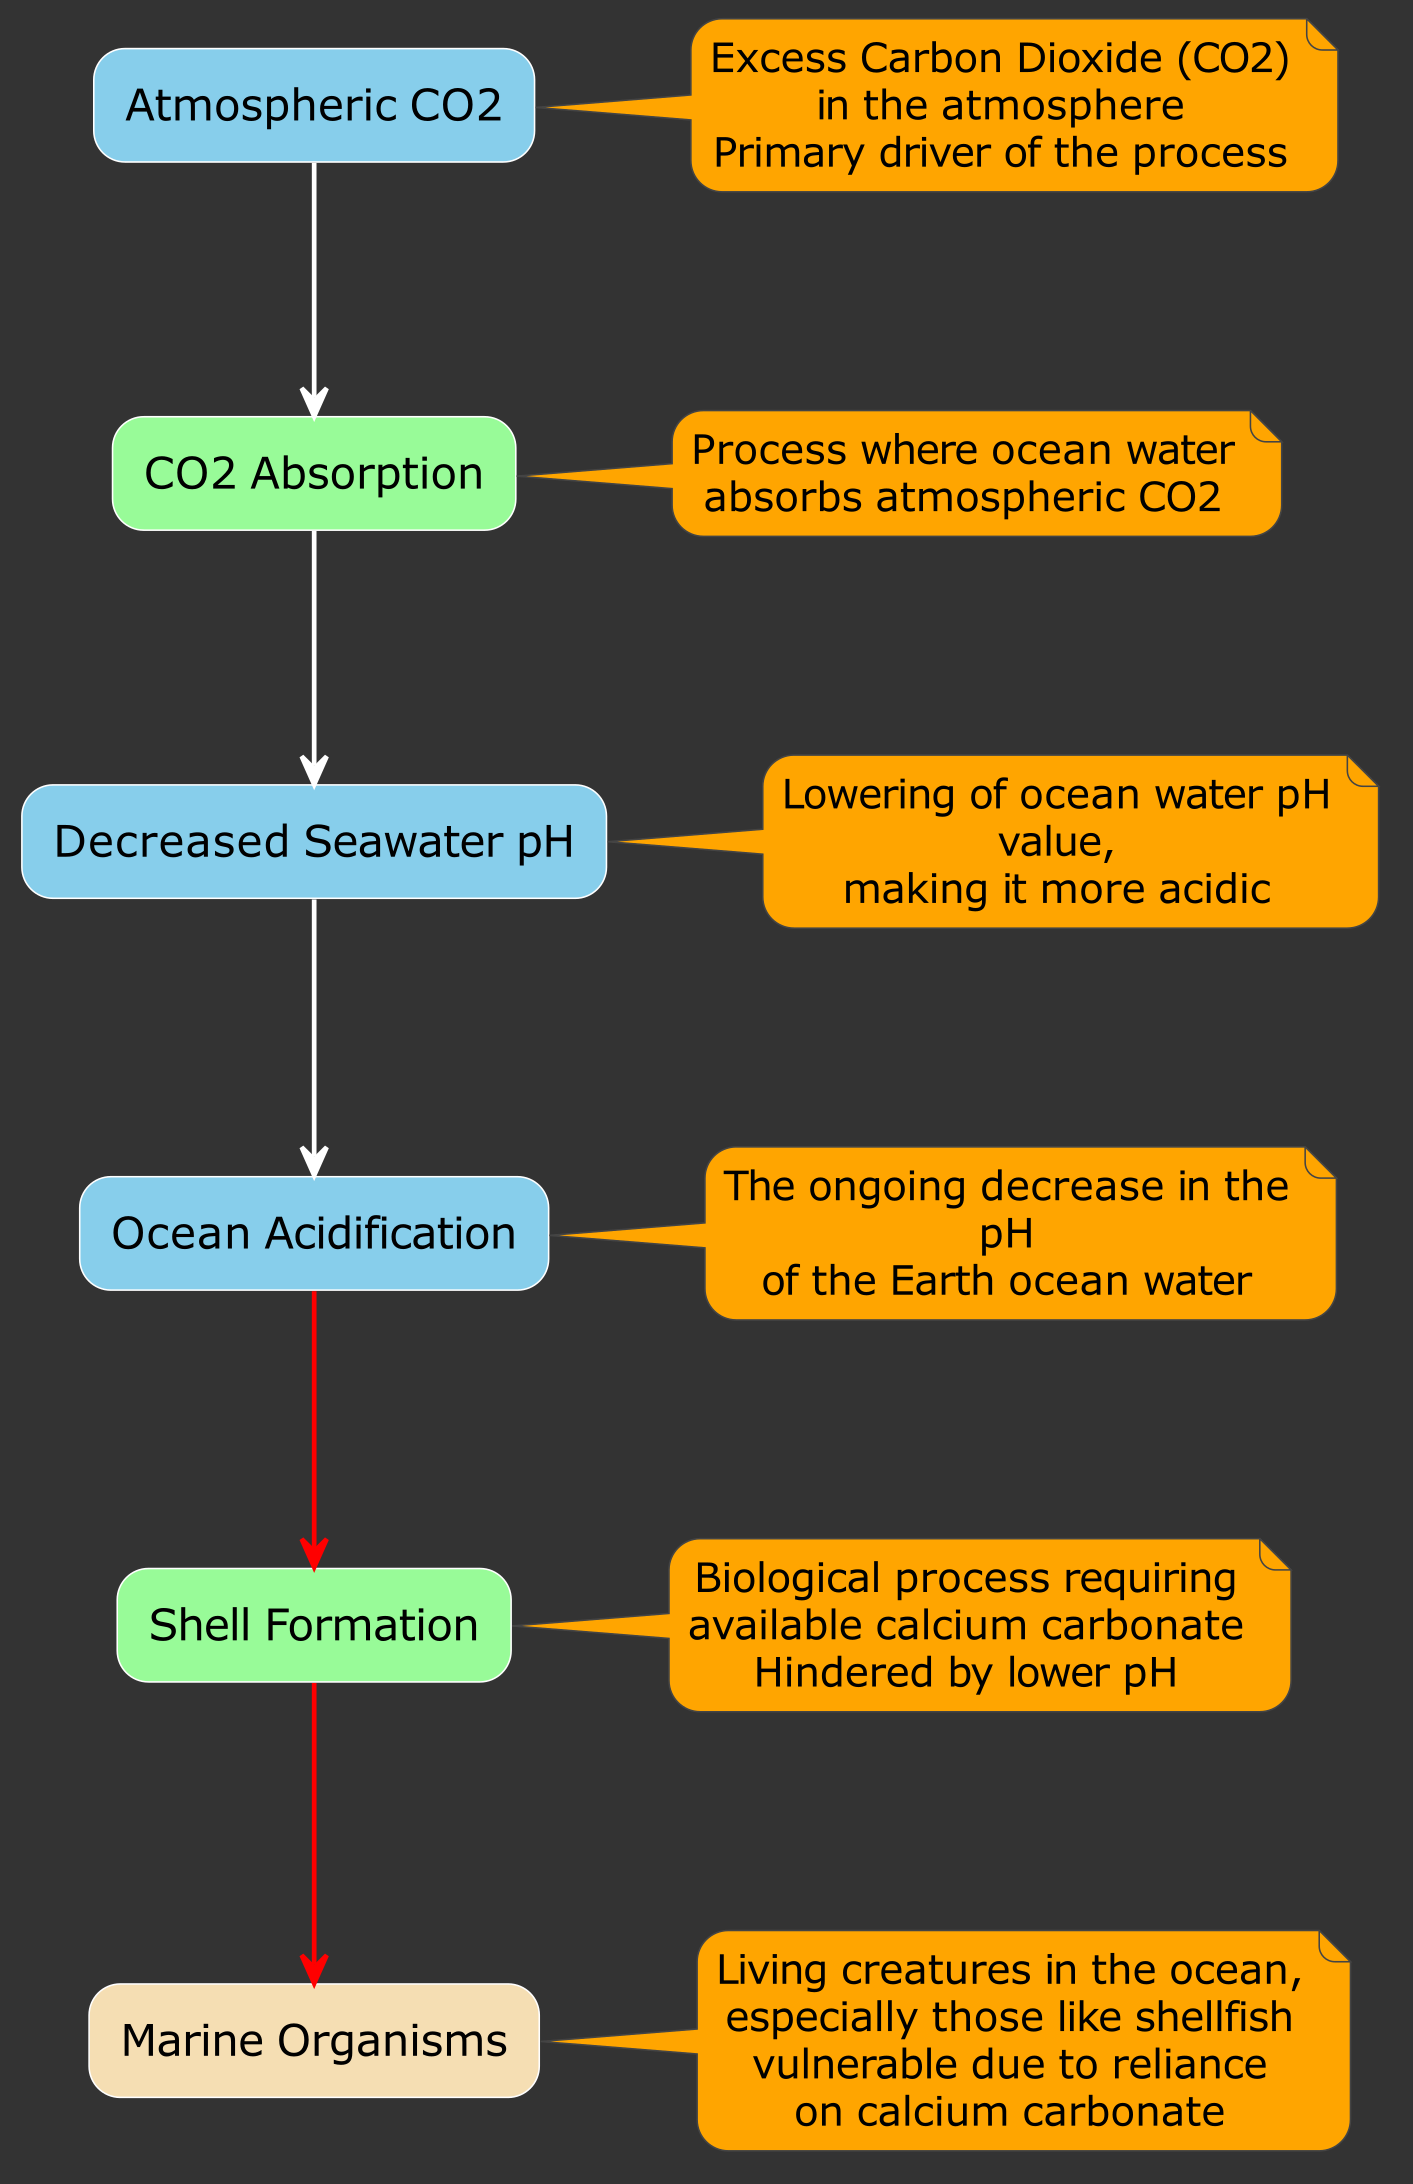 Atmospheric CO2
Excess Carbon Dioxide (CO2)
in the atmosphere
Primary driver of the process
CO2 Absorption
Process where ocean water
absorbs atmospheric CO2
Decreased Seawater pH
Lowering of ocean water pH
value,
making it more acidic
Ocean Acidification
The ongoing decrease in the
pH
of the Earth ocean water
Shell Formation
Biological process requiring
available calcium carbonate
Hindered by lower pH
Marine Organisms
Living creatures in the ocean,
especially those like shellfish
vulnerable due to reliance
on calcium carbonate